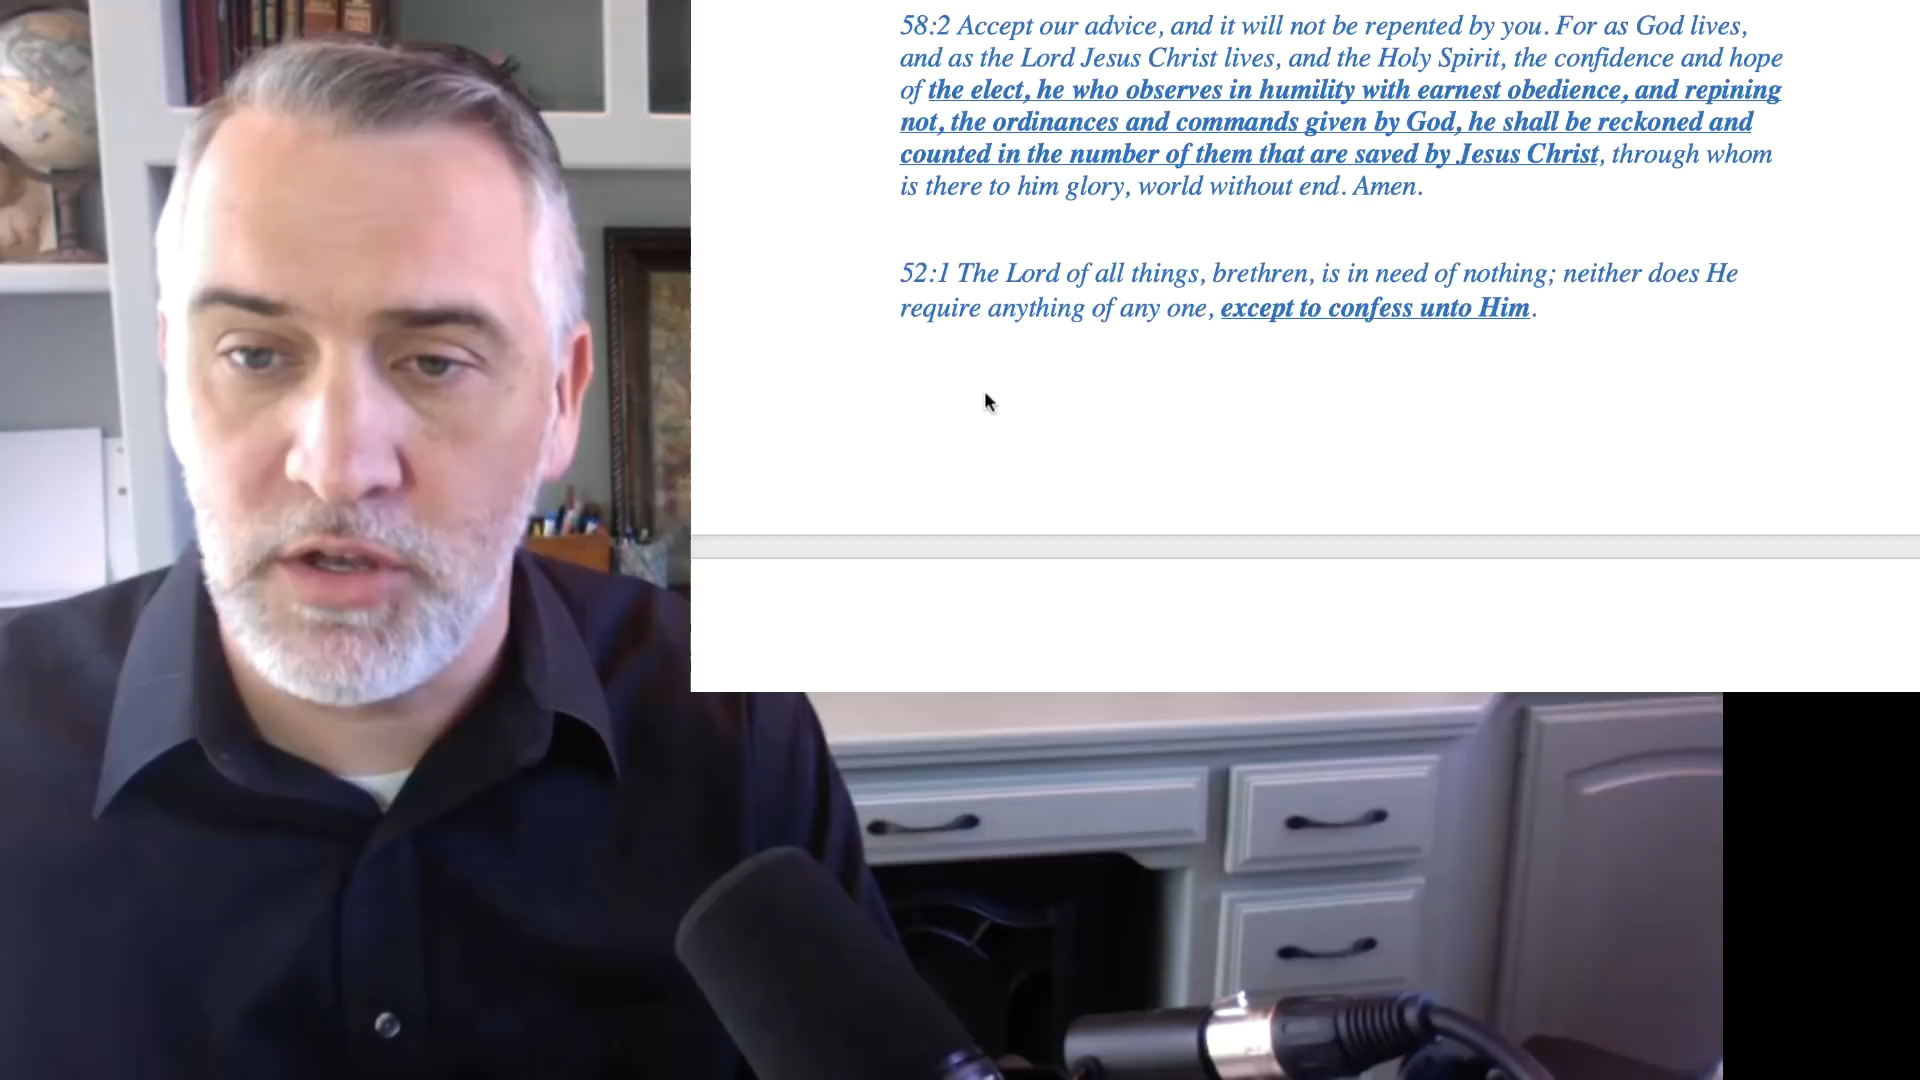 58:2 Accept our advice, and it will not be repented by you. For as God lives,
and as the Lord Jesus Christ lives, and the Holy Spirit, the confidence and hope
of the elect, he who observes in humility with earnest obedience, and repining
not, the ordinances and commands given by God, he shall be reckoned and
counted in the number of them that are saved by Jesus Christ, through whom
is there to him glory, world without end. Amen.
52:1 The Lord of all things, brethren, is in need of nothing; neither does He
require anything of any one, except to confess unto Him.